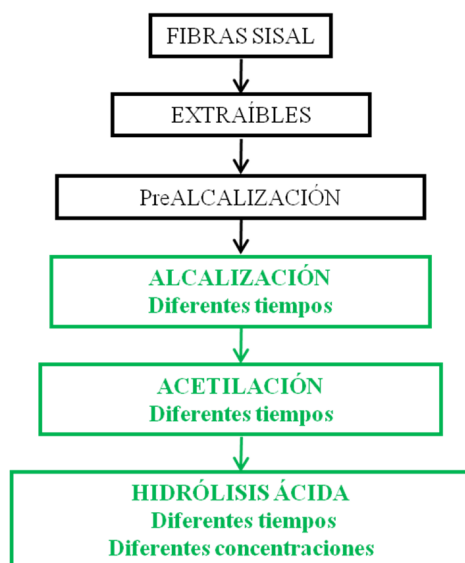 FIBRAS SISAL
EXTRAÍBLES
PreALCALIZACIÓN
ALCALIZACIÓN
Diferentes tiempos
ACETILACIÓN
Diferentes tiempos
HIDRÓLISIS ÁCIDA
Diferentes tiempos
Diferentes concentraciones